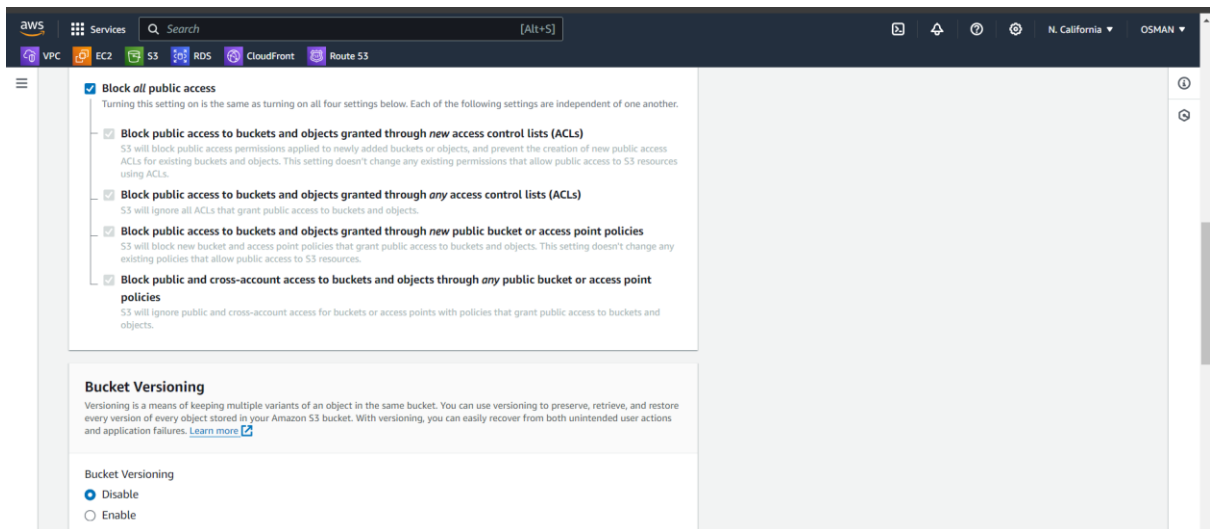 aws
Services
Search
[Alt+S]
N. California ▼
OSMAN ▼
VPC
EC2
S3
RDS
CloudFront
Route 53
Block all public access
Turning this setting on is the same as turning on all four settings below. Each of the following settings are independent of one another.
Block public access to buckets and objects granted through new access control lists (ACLs)
S3 will block public access permissions applied to newly added buckets or objects, and prevent the creation of new public access
ACLs for existing buckets and objects. This setting doesn't change any existing permissions that allow public access to S3 resources
using ACLs.
Block public access to buckets and objects granted through any access control lists (ACLs)
S3 will ignore all ACLs that grant public access to buckets and objects.
Block public access to buckets and objects granted through new public bucket or access point policies
S3 will block new bucket and access point policies that grant public access to buckets and objects. This setting doesn't change any
existing policies that allow public access to S3 resources.
Block public and cross-account access to buckets and objects through any public bucket or access point
policies
S3 will ignore public and cross-account access for buckets or access points with policies that grant public access to buckets and
objects.
Bucket Versioning
Versioning is a means of keeping multiple variants of an object in the same bucket. You can use versioning to preserve, retrieve, and restore
every version of every object stored in your Amazon S3 bucket. With versioning, you can easily recover from both unintended user actions
and application failures. Learn more
Bucket Versioning
Disable
Enable